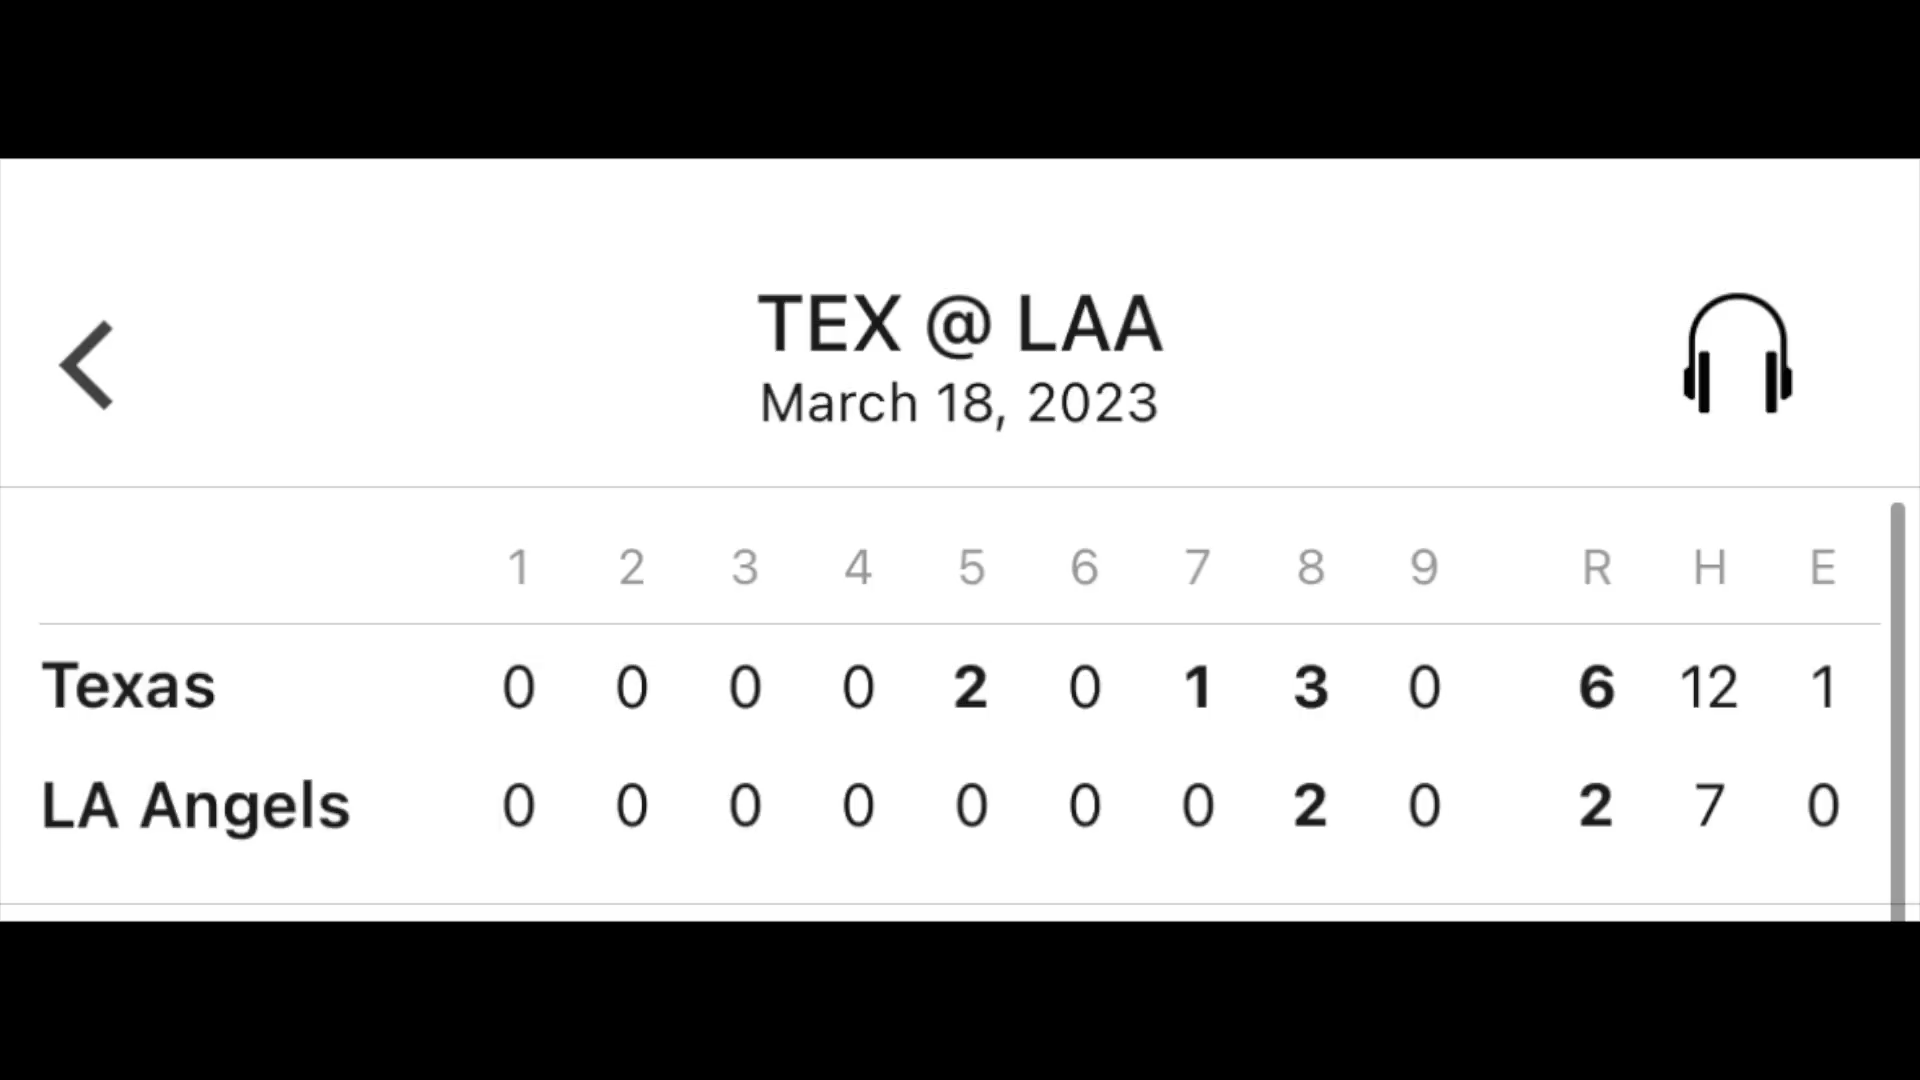 TEX @ LAA
March 18, 2023
1 2 3 4 5 6 7 8 9 R H E
Texas 0 0 0 0 2 0 1 3 0 6 12 1
LA Angels 0 0 0 0 0 0 0 2 0 2 7 0